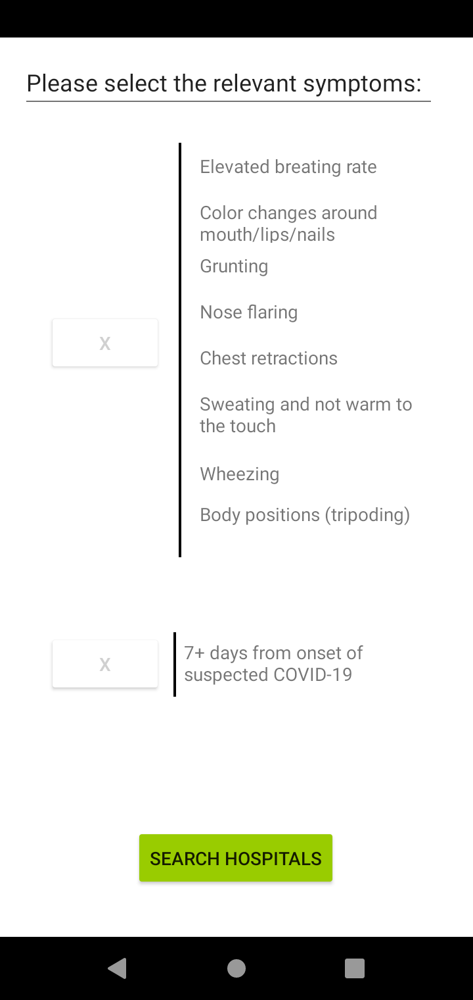 Please select the relevant symptoms:
Elevated breating rate
Color changes around
mouth/lips/nails
Grunting
Nose flaring
X
Chest retractions
Sweating and not warm to
the touch
Wheezing
Body positions (tripoding)
X
7+ days from onset of
suspected COVID-19
SEARCH HOSPITALS